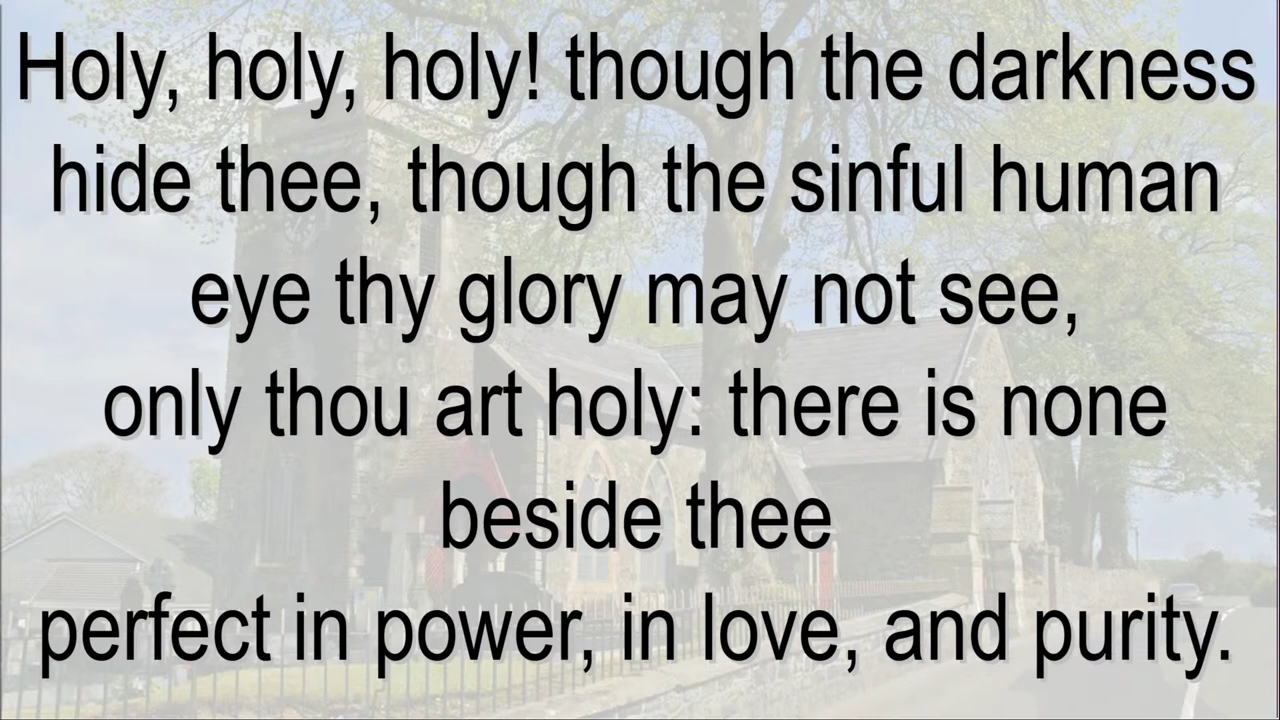 Holy, holy, holy! though the darkness
hide thee, though the sinful human
eye thy glory may not see,
only thou art holy: there is none
beside thee
perfect in power, in love, and purity.